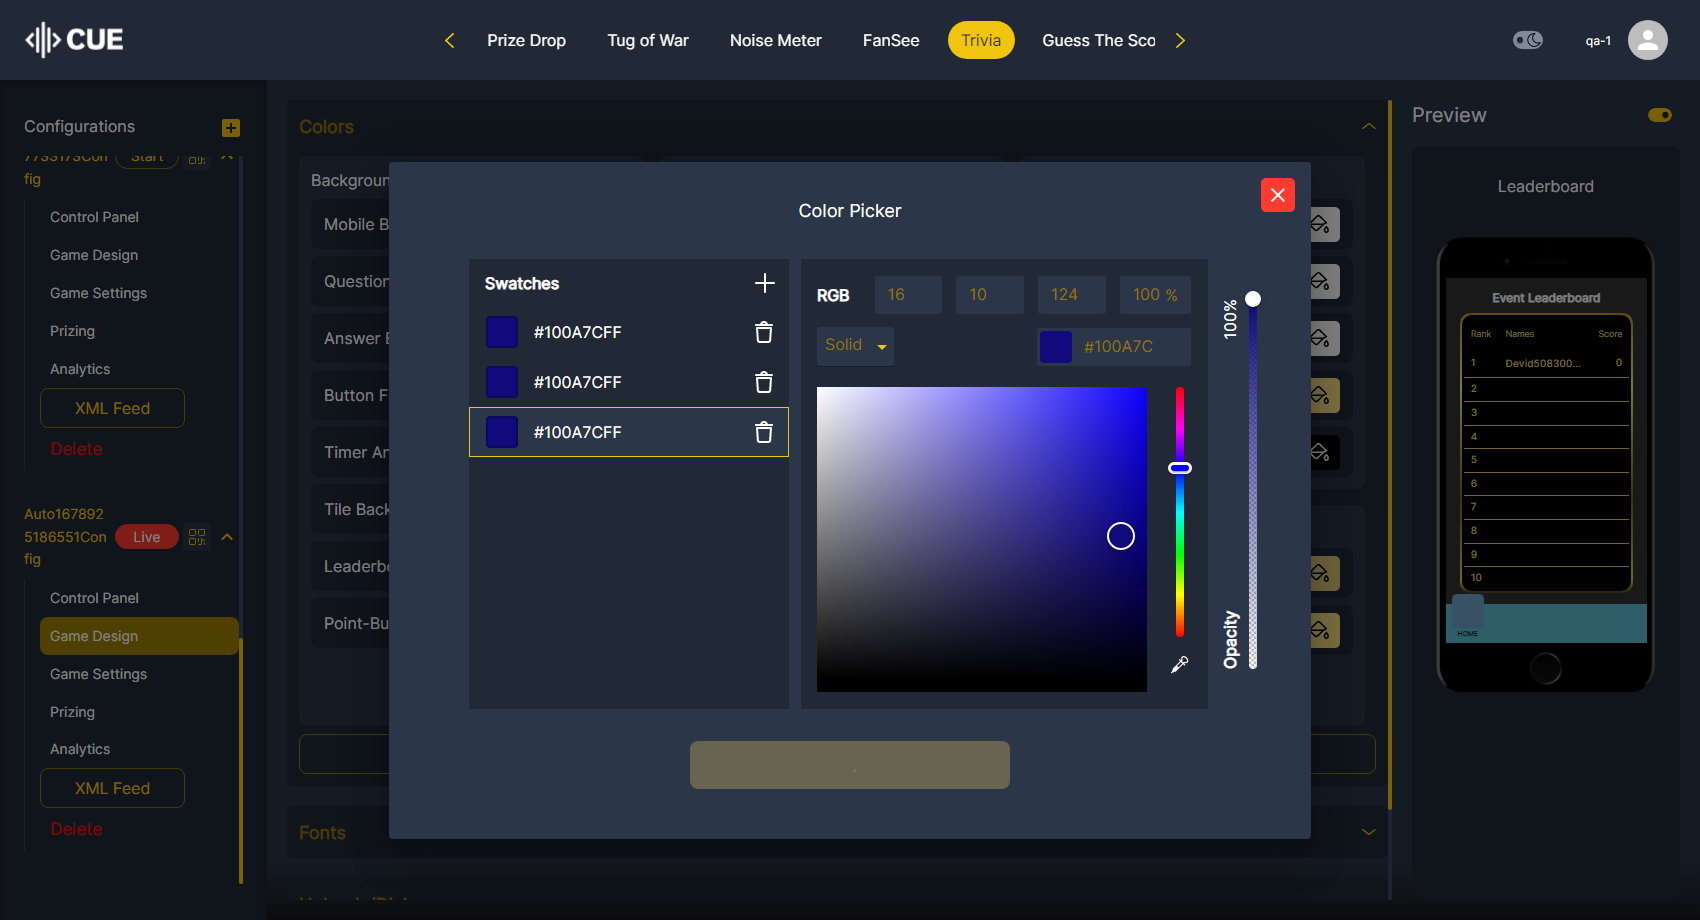 CUE
Prize Drop
Tug of War
Noise Meter
FanSee
Trivia
Guess The Sco
qa-1
Configurations
Start
fig
Control Panel
Game Design
Game Settings
Prizing
Analytics
XML Feed
Delete
Auto167892
5186551Con
fig
Live
Control Panel
Game Design
Game Settings
Prizing
Analytics
XML Feed
Delete
Colors
Backgroun
Mobile B
Question
Answer
Button F
Timer An
Tile Back
Leaderbo
Point-Bu
Fonts
Color Picker
Swatches
#100A7CFF
#100A7CFF
#100A7CFF
RGB
16
10
124
100 %
Solid
#100A7C
100%
Opacity
Preview
Leaderboard
Event Leaderboard
Rank Names Score
1 Devid508300... 0
2
3
4
5
6
7
8
9
10
HOME